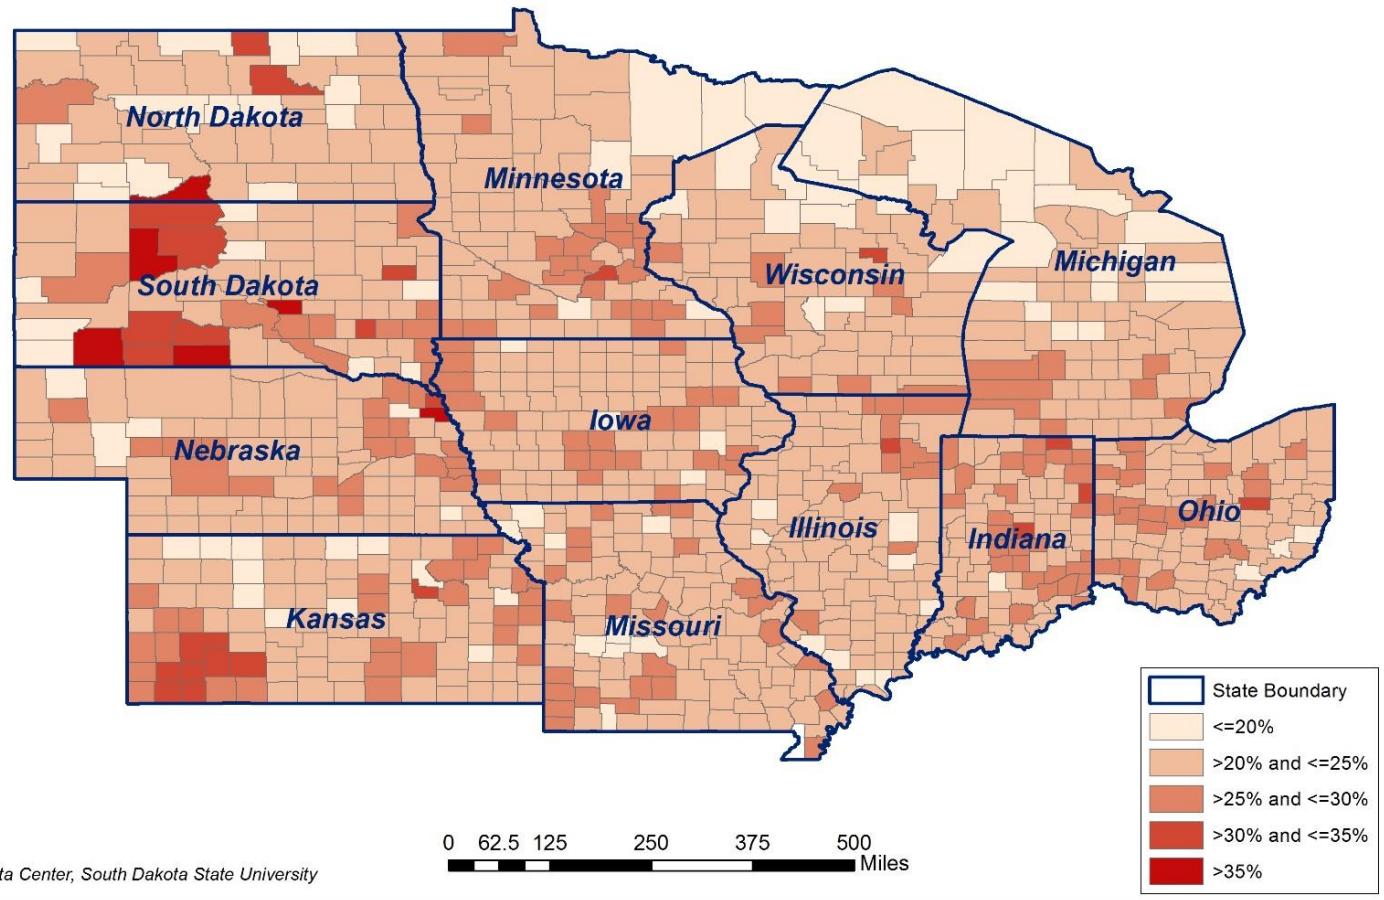 North Dakota
Minnesota
South Dakota
Wisconsin
Michigan
Nebraska
Iowa
Illinois
Indiana
Ohio
Kansas
Missouri
State Boundary
<=20%
>20% and <=25%
>25% and <=30%
>30% and <=35%
>35%
0 62.5 125 250 375 500
Miles
ta Center, South Dakota State University